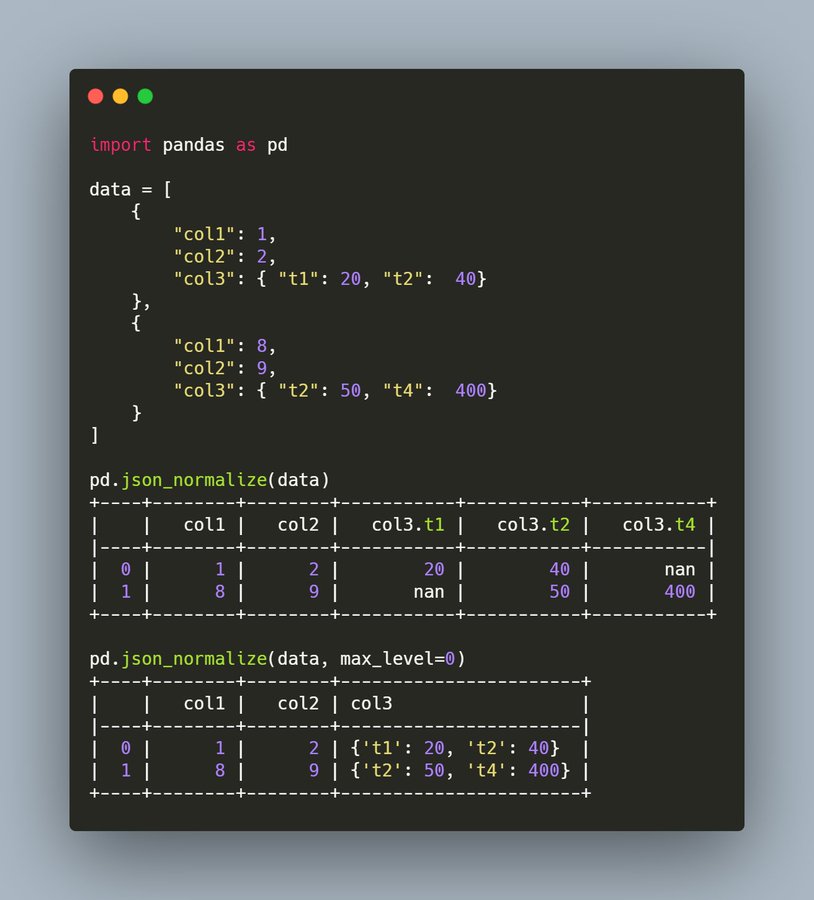 import pandas as pd
data = [
    {
        "col1": 1,
        "col2": 2,
        "col3": { "t1": 20, "t2":  40}
    },
    {
        "col1": 8,
        "col2": 9,
        "col3": { "t2": 50, "t4":  400}
    }
]
pd.json_normalize(data)
+----+--------+--------+-----------+-----------+-----------+
|    |   col1 |   col2 |   col3.t1 |   col3.t2 |   col3.t4 |
|----+--------+--------+-----------+-----------+-----------|
|  0 |      1 |      2 |        20 |        40 |       nan |
|  1 |      8 |      9 |       nan |        50 |       400 |
+----+--------+--------+-----------+-----------+-----------+
pd.json_normalize(data, max_level=0)
+----+--------+--------+-----------------------+
|    |   col1 |   col2 | col3                  |
|----+--------+--------+-----------------------|
|  0 |      1 |      2 | {'t1': 20, 't2': 40}  |
|  1 |      8 |      9 | {'t2': 50, 't4': 400} |
+----+--------+--------+-----------------------+